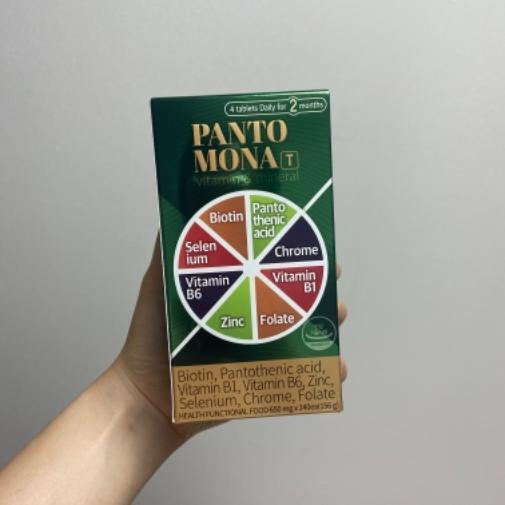 4 tablets Daily for 2 months
PANTO
MONA T
vitamin & mineral
Biotin
Panto
thenic
acid
Chrome
Vitamin
B1
Folate
Zinc
Vitamin
B6
Selen
ium
Biotin, Pantothenic acid,
Vitamin B1, Vitamin B6, Zinc,
Selenium, Chrome, Folate
HEALTH FUNCTIONAL FOOD 650 mg x 240ea(156 g)